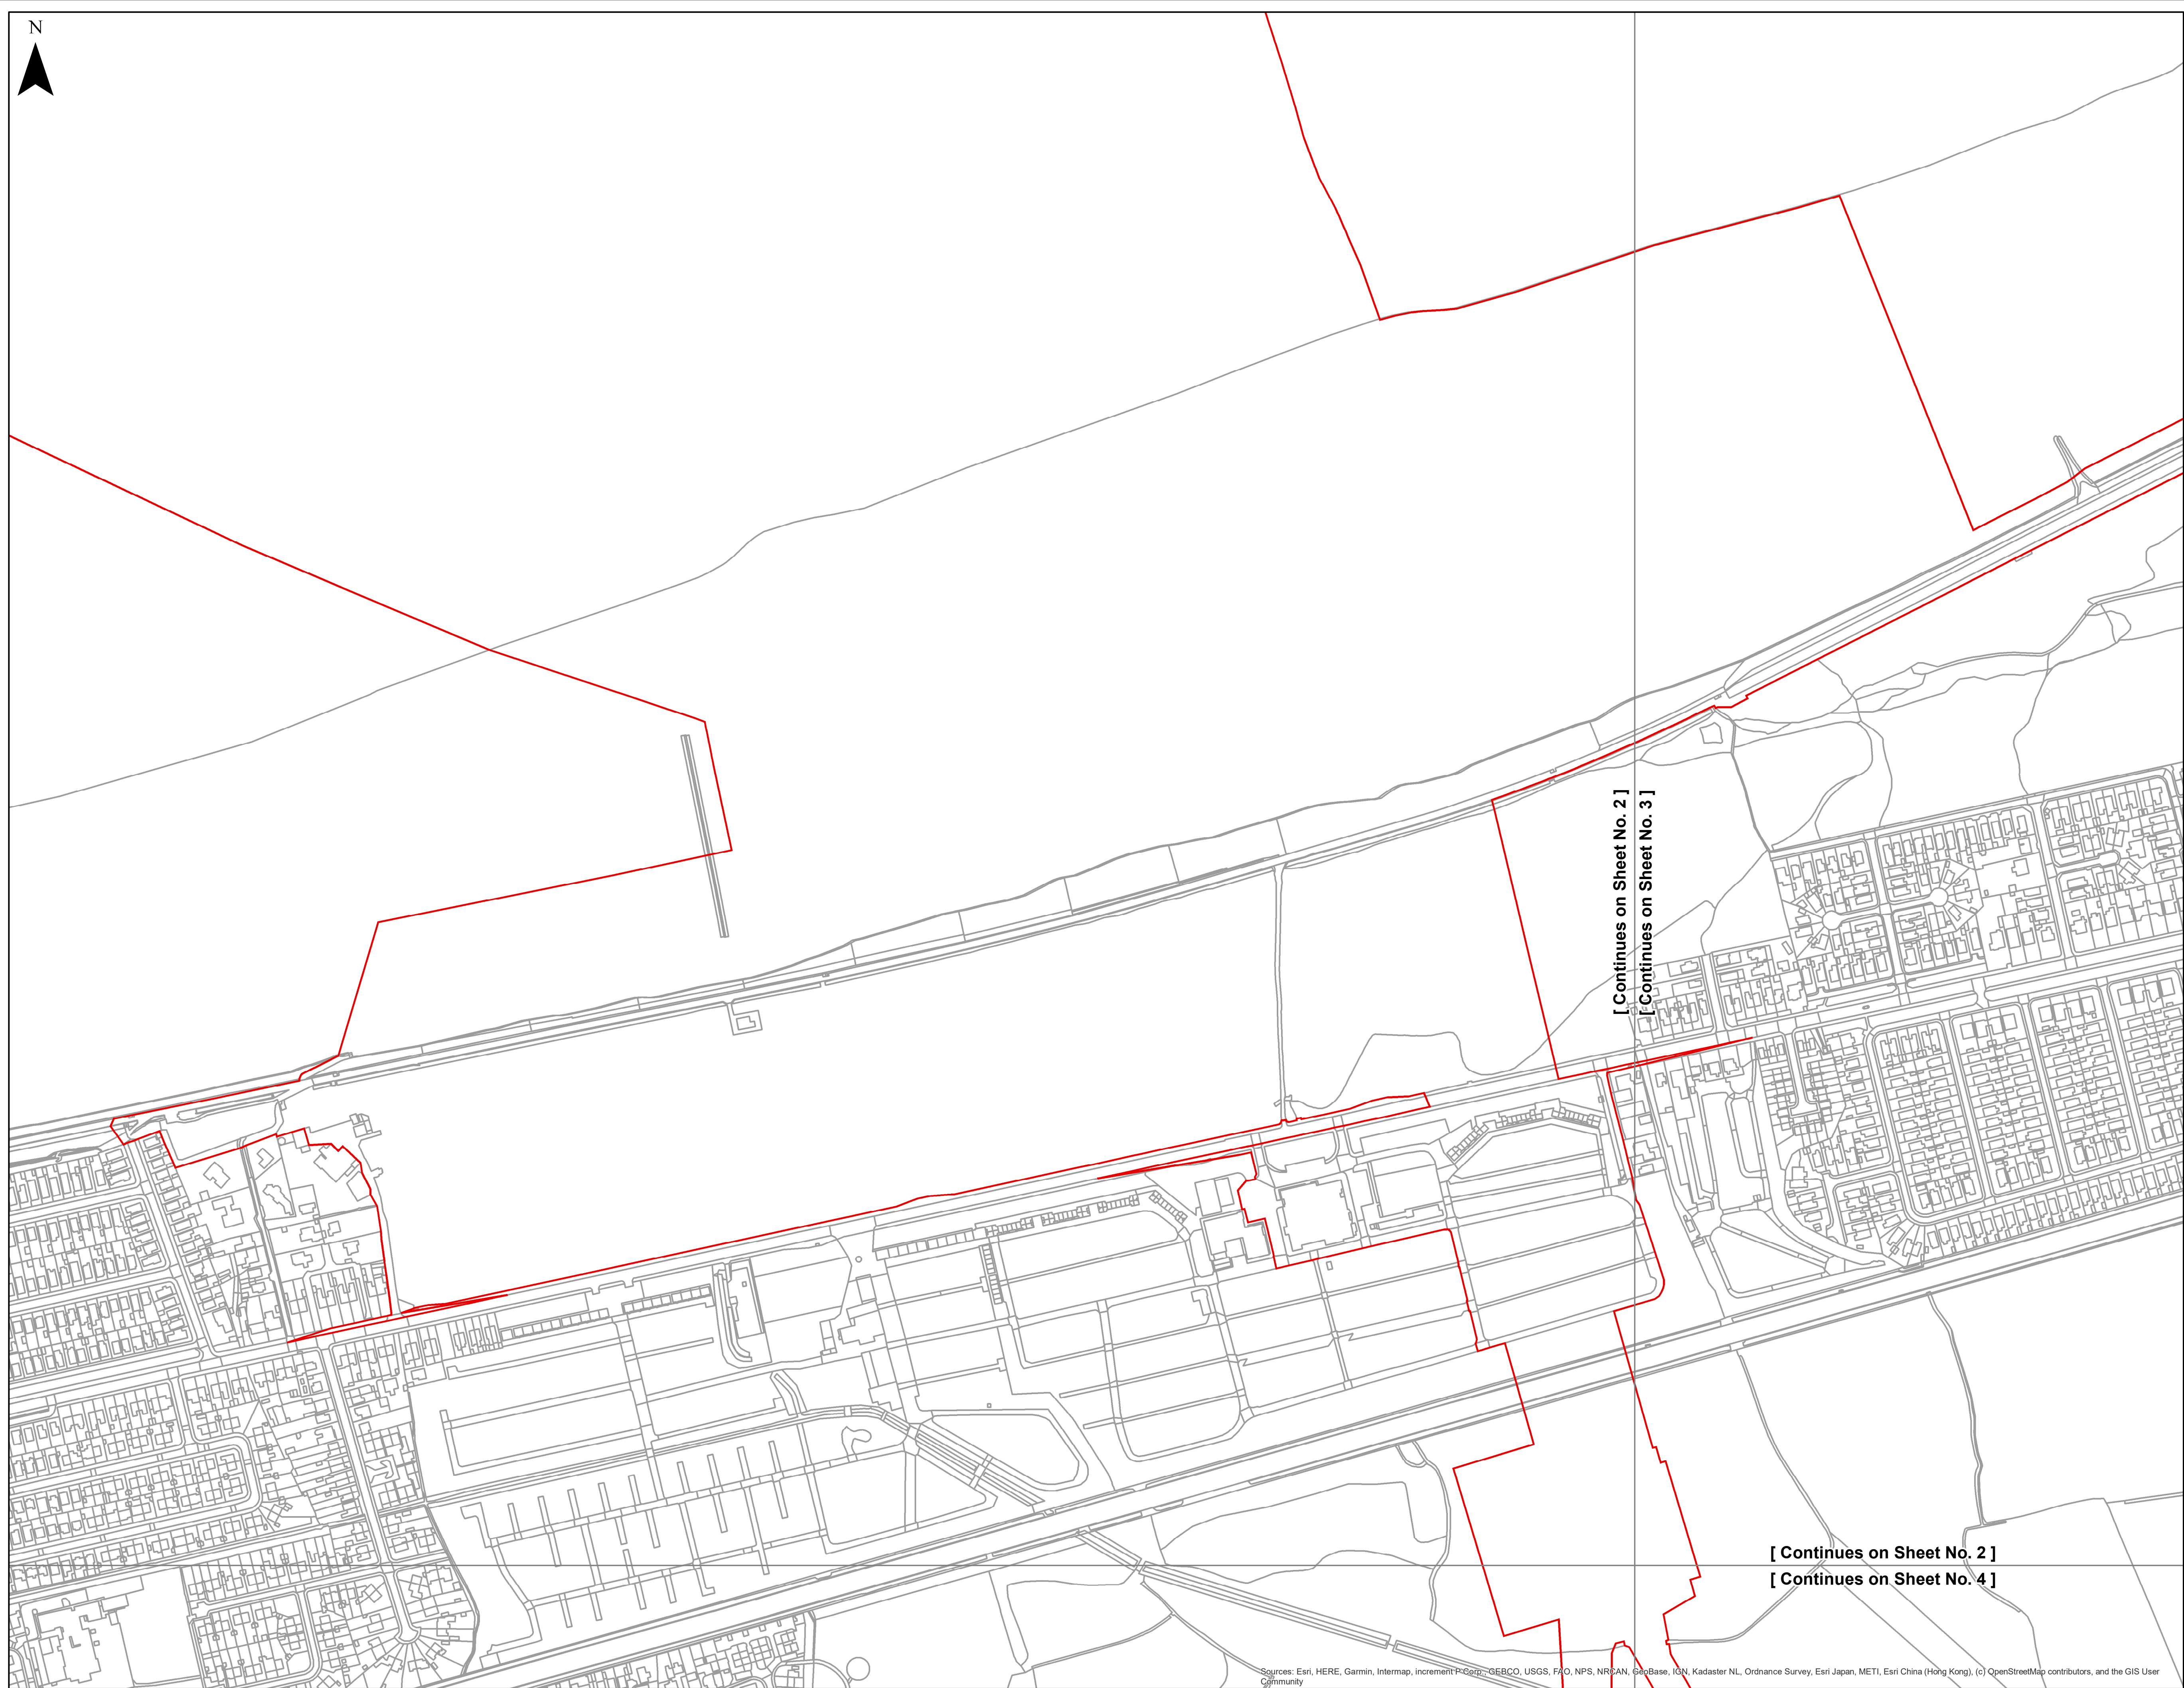 N
[ Continues on Sheet No. 2 ]
[ Continues on Sheet No. 3 ]
[ Continues on Sheet No. 2 ]
[ Continues on Sheet No. 4 ]
Sources: Esri, HERE, Garmin, Intermap, increment P Corp., GEBCO, USGS, FAO, NPS, NRCAN, GeoBase, IGN, Kadaster NL, Ordnance Survey, Esri Japan, METI, Esri China (Hong Kong), (c) OpenStreetMap contributors, and the GIS User
Community